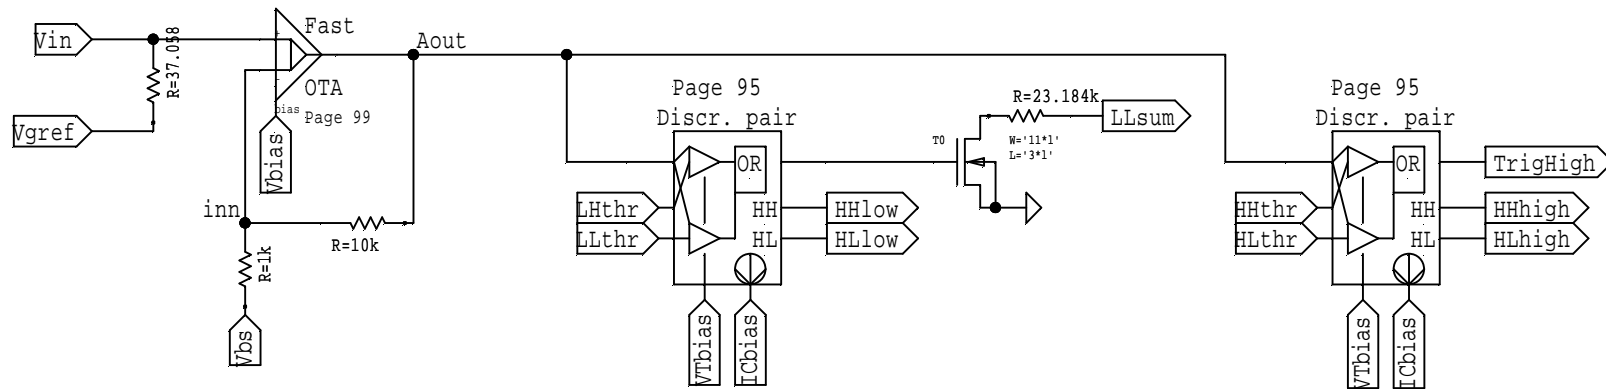 Vin
R=37.058
Vgref
+
Fast
-
OTA
bias
Page 99
Vbias
Aout
inn
R=10k
R=1k
Vbs
Page 95
Discr. pair
OR
LHthr
LLthr
HH
HL
HHlow
HLlow
VTbias
ICbias
T0
W='11*1'
L='3*1'
R=23.184k
LLsum
Page 95
Discr. pair
OR
HHthr
HLthr
HH
HL
TrigHigh
HHhigh
HLhigh
VTbias
ICbias